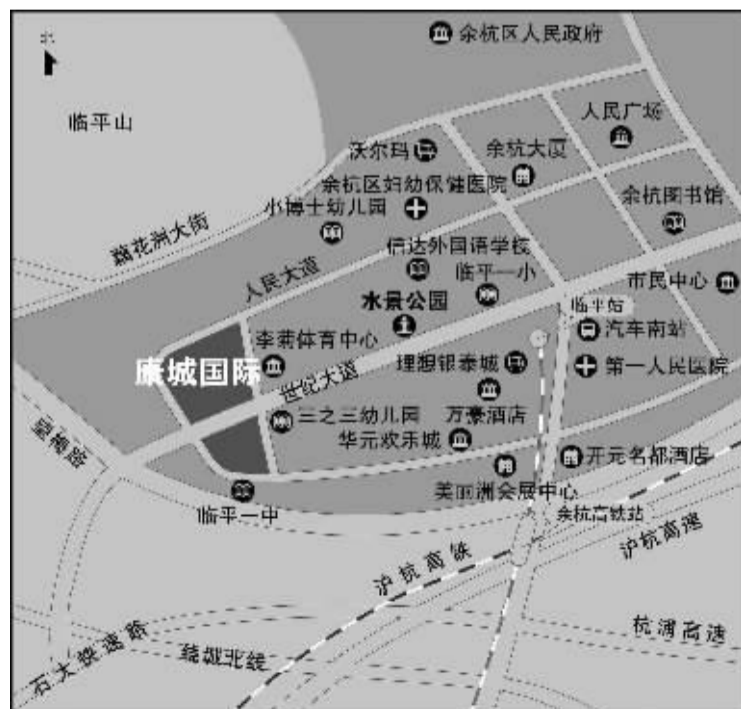 北
余杭区人民政府
临平山
人民广场
沃尔玛
余杭大厦
余杭区妇幼保健医院
小博士幼儿园
余杭图书馆
藕花洲大街
信达外国语学校
人民大道
临平一小
市民中心
水景公园
临平站
汽车南站
李菊体育中心
康城国际
理想银泰城
第一人民医院
世纪大道
三之三幼儿园
万豪酒店
华元欢乐城
望梅路
开元名都酒店
美丽洲会展中心
临平一中
余杭高铁站
沪杭高铁
沪杭高速
杭浦高速
石大快速路
绕城北线